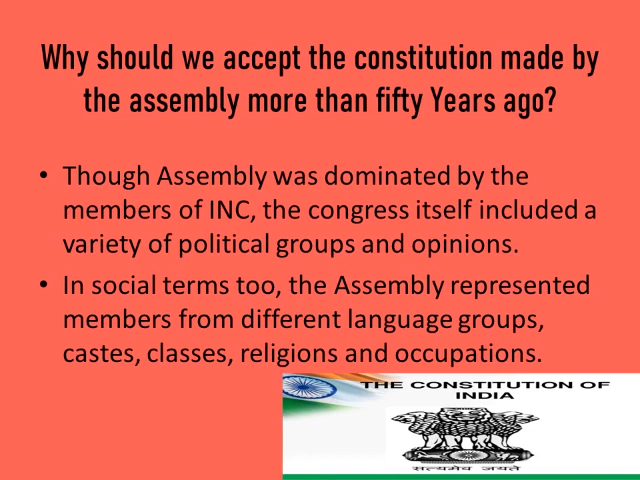 Why should we accept the constitution made by
the assembly more than fifty Years ago?
• Though Assembly was dominated by the
members of INC, the congress itself included a
variety of political groups and opinions.
• In social terms too, the Assembly represented
members from different language groups,
castes, classes, religions and occupations.
THE CONSTITUTION OF
INDIA
सत्यमेव जयते